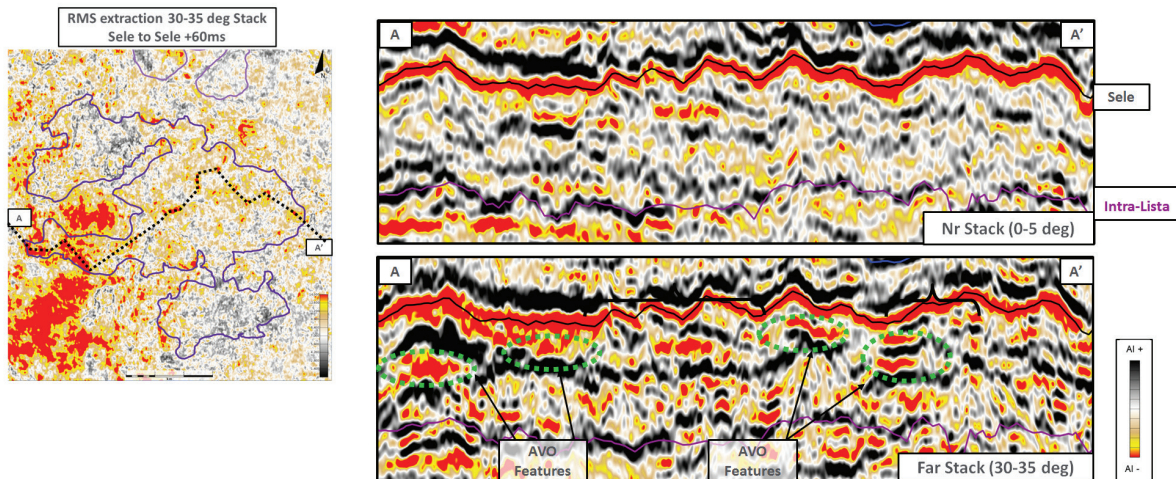 RMS extraction 30-35 deg Stack
Sele to Sele +60ms
A
A'
A
A'
Sele
Intra-Lista
Nr Stack (0-5 deg)
A
A'
AVO
Features
AVO
Features
Far Stack (30-35 deg)
AI +
AI -